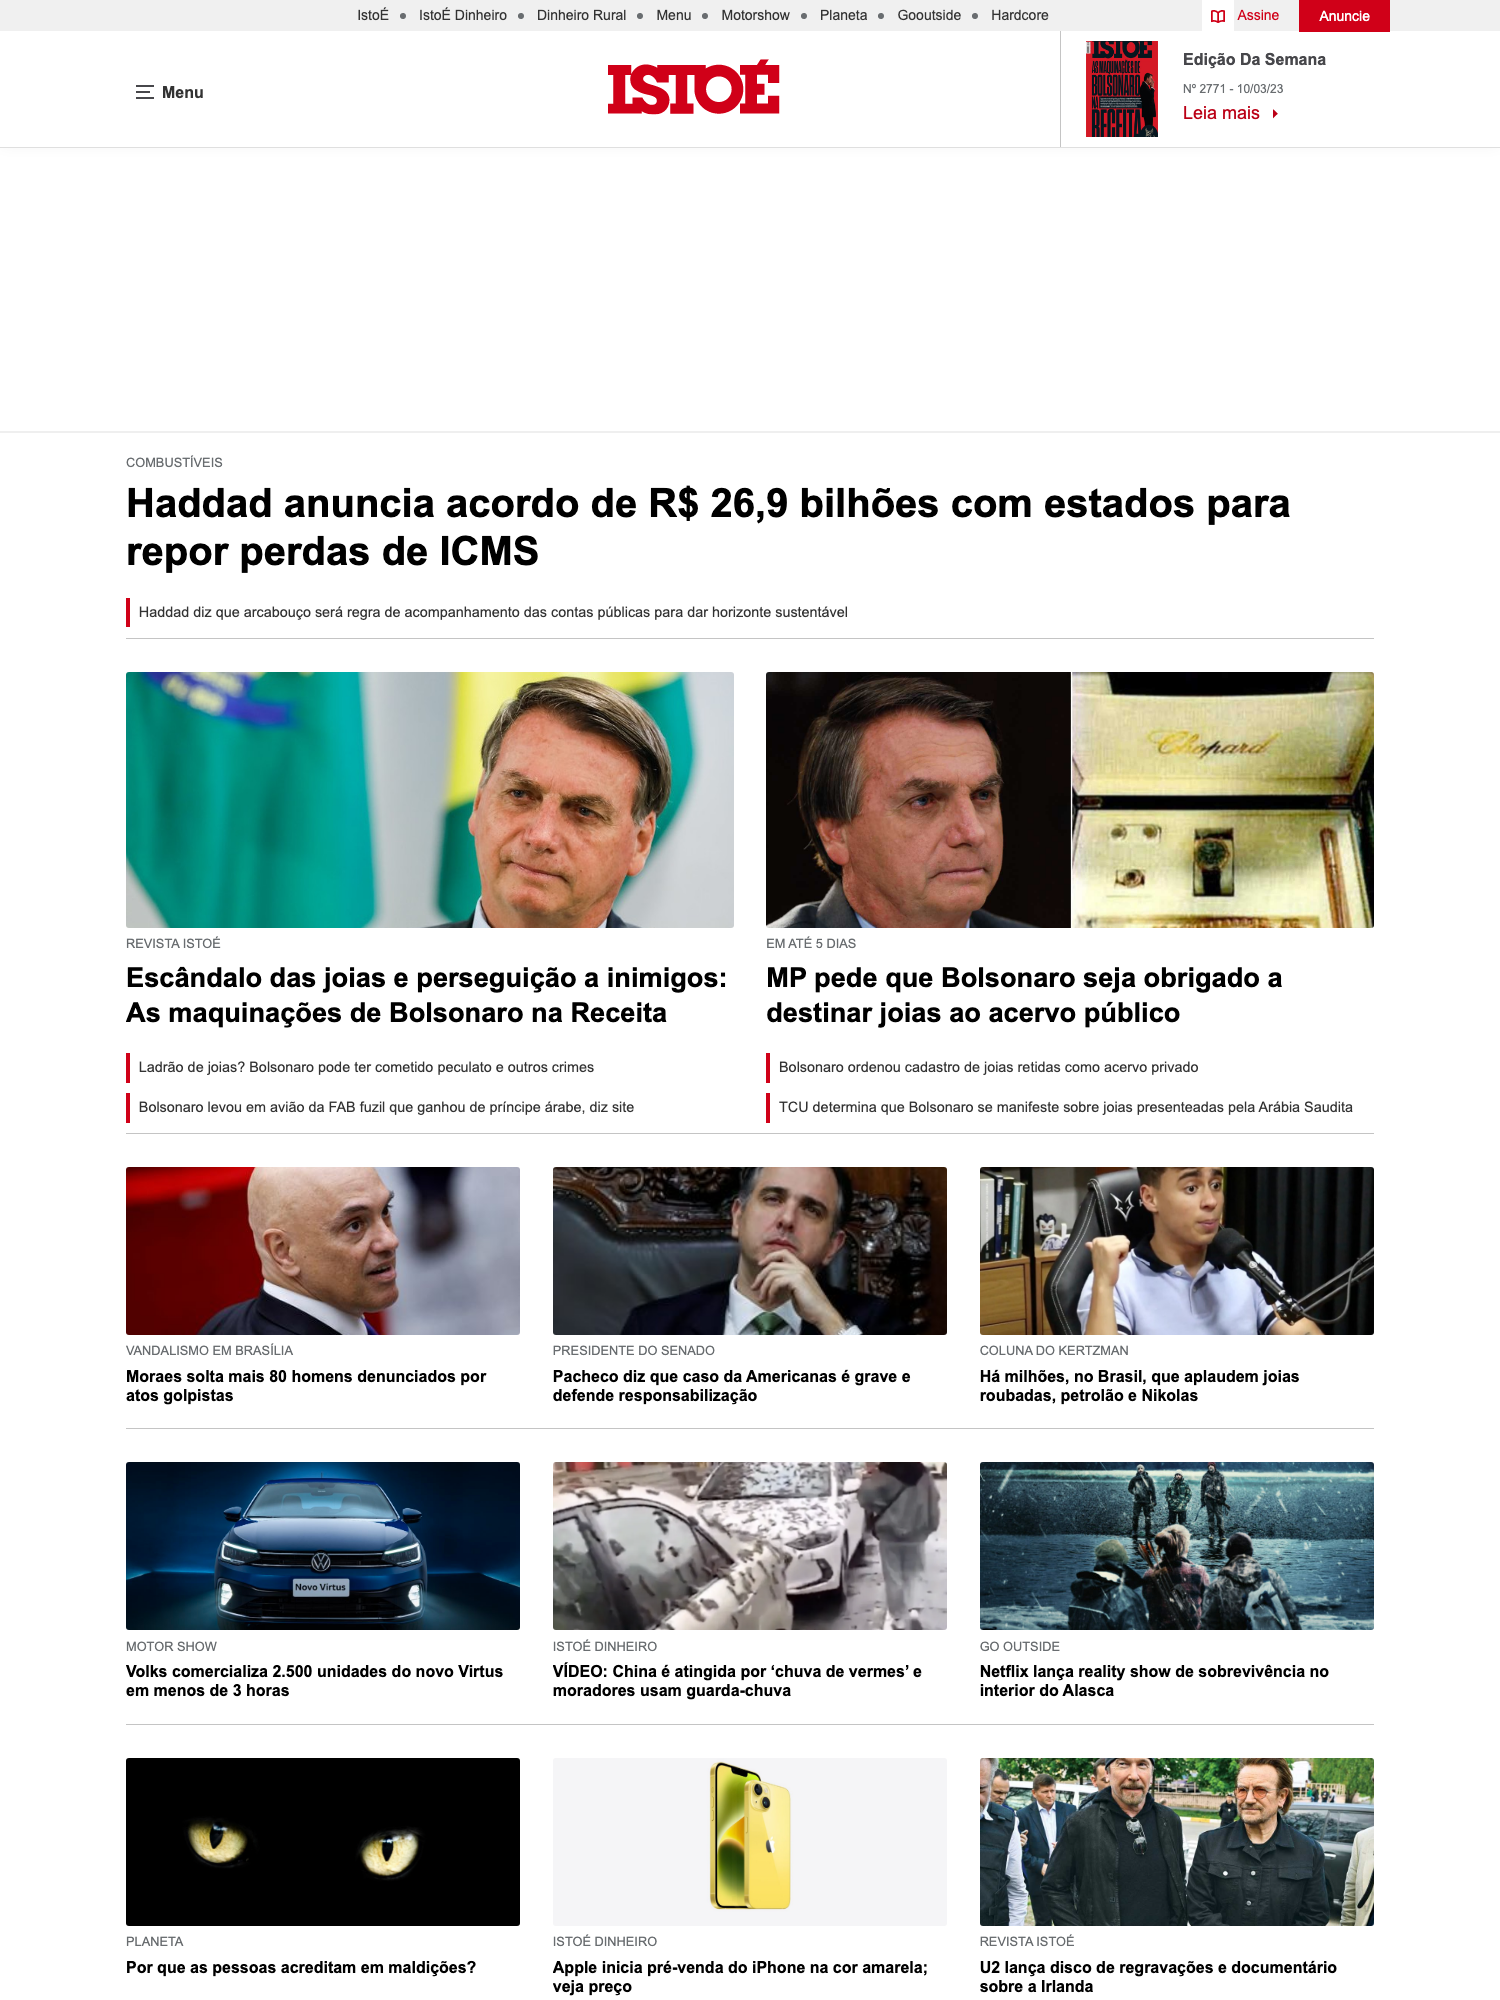 IstoÉ
IstoÉ Dinheiro
Dinheiro Rural
Menu
Motorshow
Planeta
Gooutside
Hardcore
Assine
Anuncie
Menu
ISTOÉ
ISTOÉ
AS MAQUINAÇÕES DE
BOLSONARO
NA
RECEITA
Edição Da Semana
Nº 2771 - 10/03/23
Leia mais
COMBUSTÍVEIS
Haddad anuncia acordo de R$ 26,9 bilhões com estados para
repor perdas de ICMS
Haddad diz que arcabouço será regra de acompanhamento das contas públicas para dar horizonte sustentável
Chopard
REVISTA ISTOÉ
Escândalo das joias e perseguição a inimigos:
As maquinações de Bolsonaro na Receita
Ladrão de joias? Bolsonaro pode ter cometido peculato e outros crimes
Bolsonaro levou em avião da FAB fuzil que ganhou de príncipe árabe, diz site
EM ATÉ 5 DIAS
MP pede que Bolsonaro seja obrigado a
destinar joias ao acervo público
Bolsonaro ordenou cadastro de joias retidas como acervo privado
TCU determina que Bolsonaro se manifeste sobre joias presenteadas pela Arábia Saudita
VANDALISMO EM BRASÍLIA
Moraes solta mais 80 homens denunciados por
atos golpistas
PRESIDENTE DO SENADO
Pacheco diz que caso da Americanas é grave e
defende responsabilização
COLUNA DO KERTZMAN
Há milhões, no Brasil, que aplaudem joias
roubadas, petrolão e Nikolas
Novo Virtus
MOTOR SHOW
Volks comercializa 2.500 unidades do novo Virtus
em menos de 3 horas
ISTOÉ DINHEIRO
VÍDEO: China é atingida por ‘chuva de vermes’ e
moradores usam guarda-chuva
GO OUTSIDE
Netflix lança reality show de sobrevivência no
interior do Alasca
PLANETA
Por que as pessoas acreditam em maldições?
ISTOÉ DINHEIRO
Apple inicia pré-venda do iPhone na cor amarela;
veja preço
REVISTA ISTOÉ
U2 lança disco de regravações e documentário
sobre a Irlanda